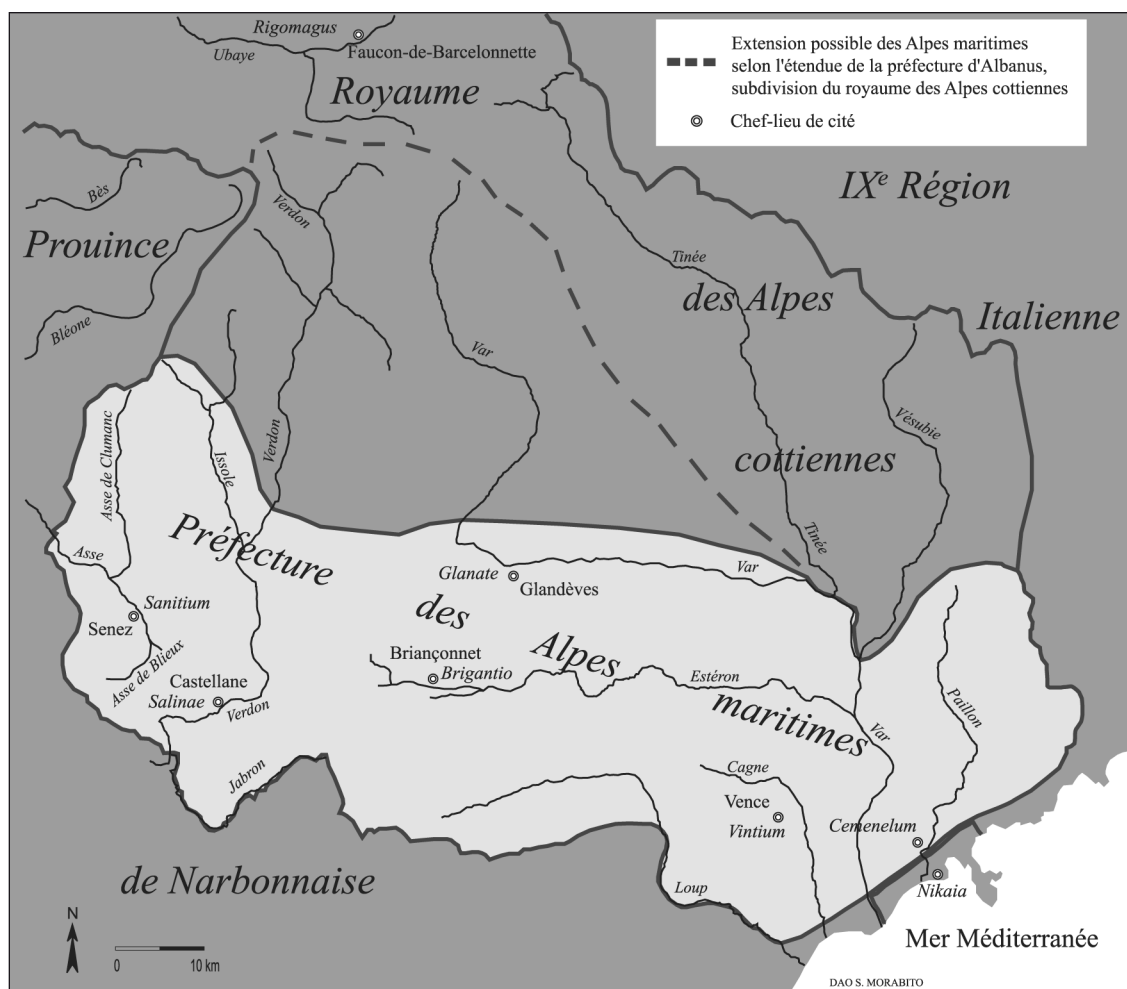 Rigomagus
Ubaye
Faucon-de-Barcelonnette
Extension possible des Alpes maritimes
selon l'étendue de la préfecture d'Albanus,
subdivision du royaume des Alpes cottiennes
Chef-lieu de cité
Royaume
IXe Région
Bès
Verdon
Prouince
Tinée
des Alpes
Italienne
Bléone
Var
Vésubie
cottiennes
Asse de Clumanc
Issole
Verdon
Préfecture
Tinée
Asse
Glanate
Glandèves
Var
Sanitium
Senez
des
Alpes
Briançonnet
Brigantio
Estéron
Asse de Blieux
Castellane
Salinae
Verdon
maritimes
Paillon
Var
Jabron
Cagne
Vence
Vintium
Cemenelum
de Narbonnaise
Loup
Nikaia
N
0
10 km
Mer Méditerranée
DAO S. MORABITO